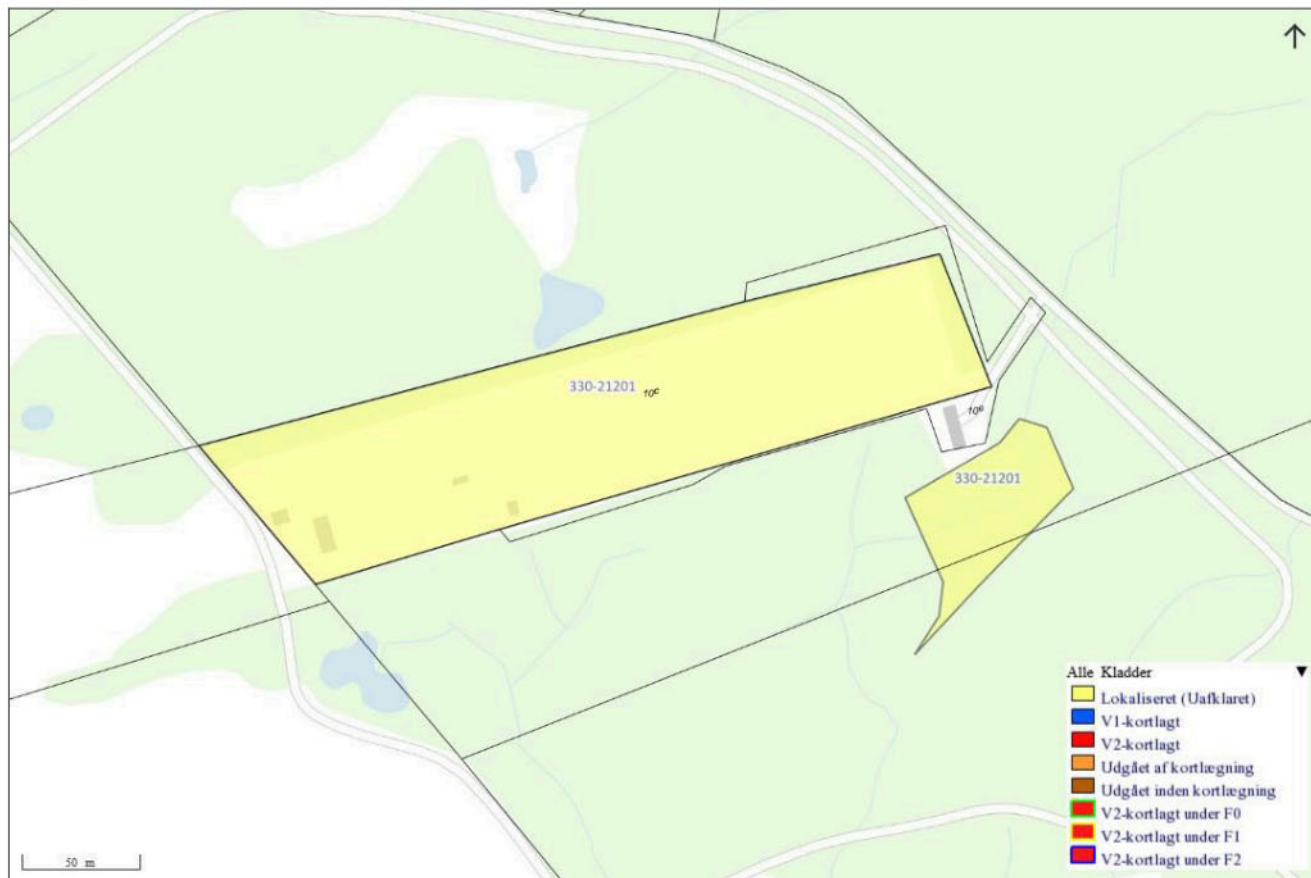 330-21201
10c
10g
330-21201
Alle Kladder ▼
Lokaliseret (Uafklaret)
V1-kortlagt
V2-kortlagt
Udgået af kortlægning
Udgået inden kortlægning
V2-kortlagt under F0
V2-kortlagt under F1
V2-kortlagt under F2
50 m